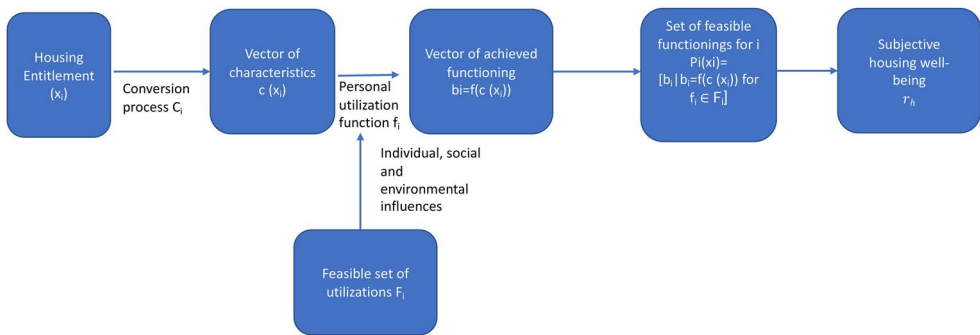 Housing
Entitlement
(xᵢ)
Conversion
process Cᵢ
Vector of
characteristics
c (xᵢ)
Personal
utilization
function fᵢ
Vector of achieved
functioning
bi=f(c (xᵢ))
Set of feasible
functionings for i
Pi(xi)=
[bᵢ|bᵢ=f(c (xᵢ)) for
fᵢ ∈ Fᵢ]
Subjective
housing well-
being
rₕ
Individual, social
and
environmental
influences
Feasible set of
utilizations Fᵢ